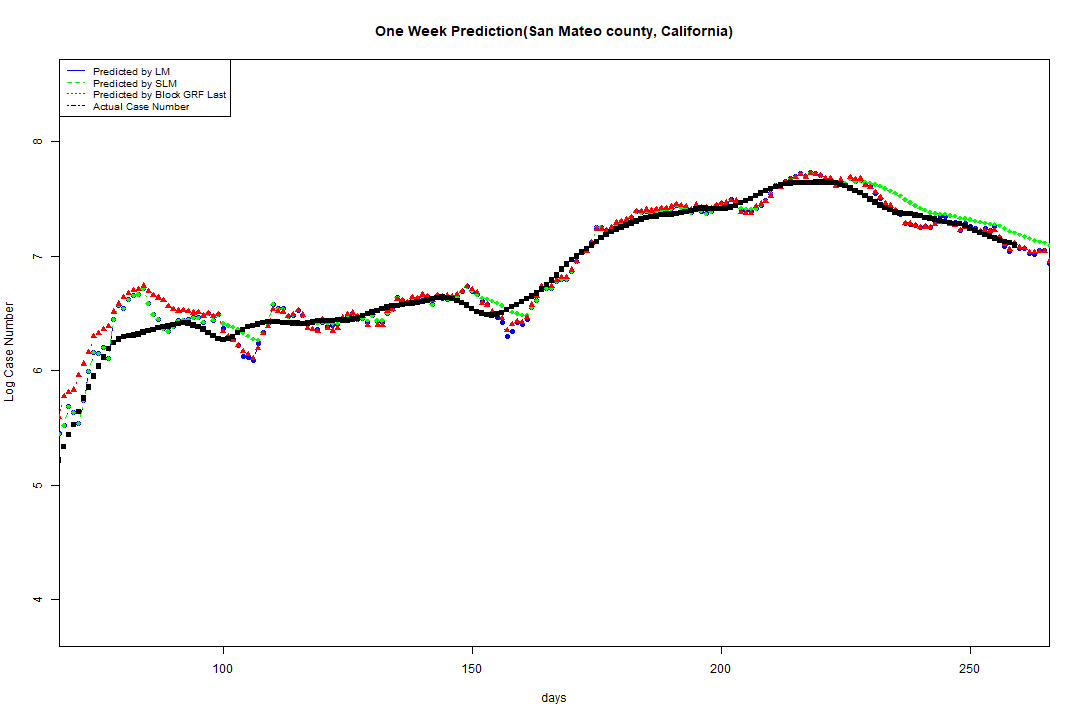 One Week Prediction(San Mateo county, California)
Predicted by LM
Predicted by SLM
Predicted by Block GRF Last
Actual Case Number
8
7
6
5
4
Log Case Number
100
150
200
250
days